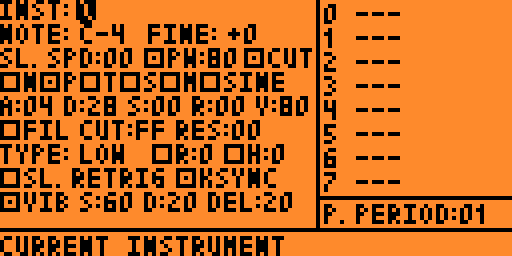 INST:0
NOTE: C-4 FINE: +0
SL. SPD:00 ⊡PW:80 ⊡CUT
☐N⊡P☐T☐S☐M☐SINE
A:04 D:28 S:00 R:00 V:80
☐FIL CUT:FF RES:00
TYPE: LOW ☐R:0 ☐H:0
☐SL. RETRIG ⊡KSYNC
⊡VIB S:60 D:20 DEL:20
0 ---
1 ---
2 ---
3 ---
4 ---
5 ---
6 ---
7 ---
P. PERIOD:01
CURRENT INSTRUMENT